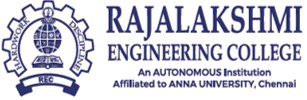 HARDWORK DISCIPLINE
REC
RAJALAKSHMI
ENGINEERING COLLEGE
An AUTONOMOUS Institution
Affiliated to ANNA UNIVERSITY, Chennai